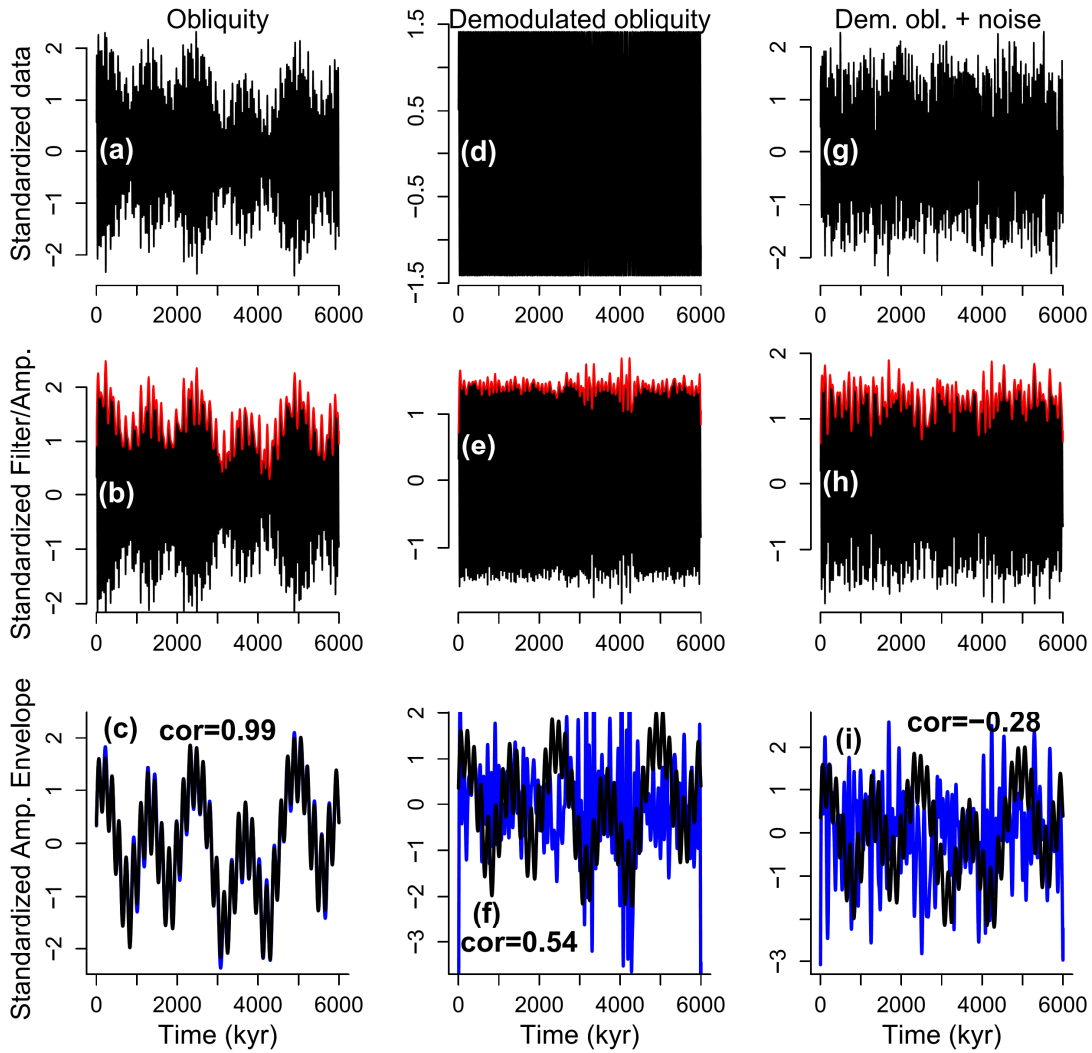 Obliquity
Demodulated obliquity
Dem. obl. + noise
Standardized data
2
1
0
−1
−2
(a)
0 2000 4000 6000
1.5
0.5
−0.5
−1.5
(d)
0 2000 4000 6000
2
1
0
−1
−2
(g)
0 2000 4000 6000
Standardized Filter/Amp.
2
1
0
−1
−2
(b)
0 2000 4000 6000
1
0
−1
(e)
0 2000 4000 6000
2
1
0
−1
(h)
0 2000 4000 6000
Standardized Amp. Envelope
2
1
0
−1
−2
(c)
cor=0.99
0 2000 4000 6000
Time (kyr)
2
1
0
−1
−2
−3
(f)
cor=0.54
0 2000 4000 6000
Time (kyr)
2
1
0
−1
−3
(i)
cor=−0.28
0 2000 4000 6000
Time (kyr)